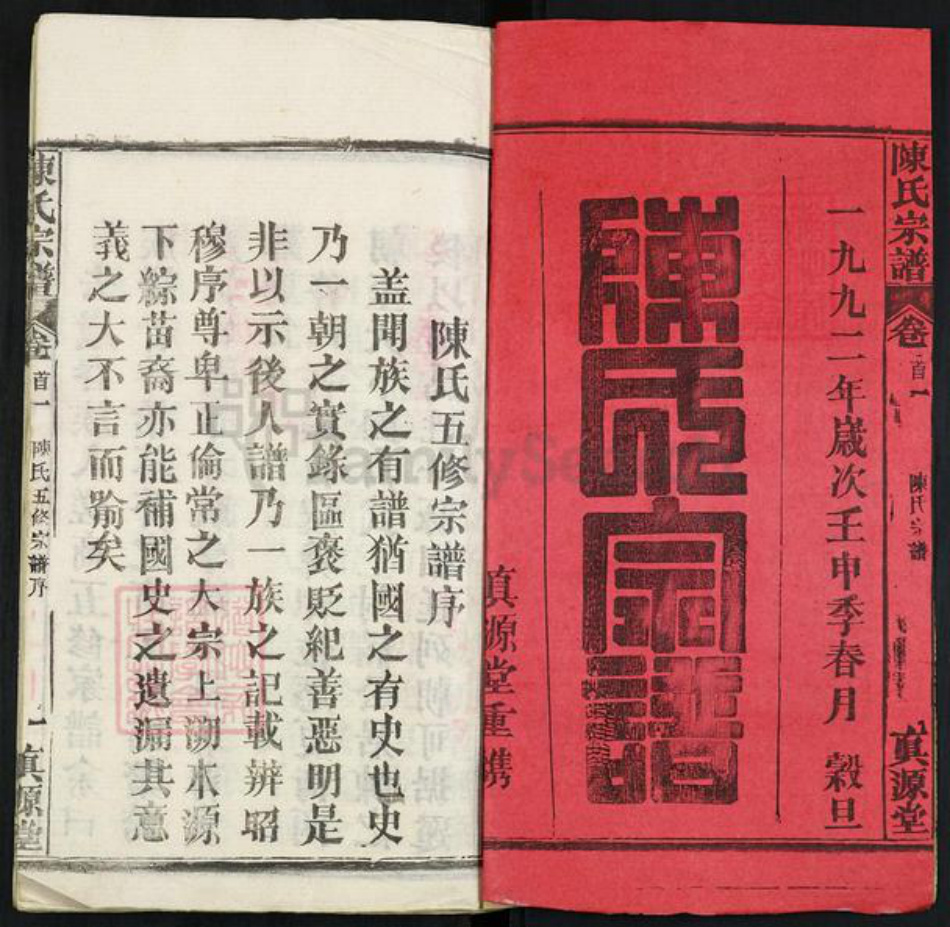 陳氏宗譜 卷首 一 陳氏宗譜 真源堂
一九九二年歲次壬申季春月 穀旦
陳氏宗譜
真源堂重镌
陳氏五修宗譜序
盖聞族之有譜猶國之有史也史
乃一朝之實錄區褒貶紀善惡明是
非以示後人譜乃一族之記載辨昭
穆序尊卑正倫常之大宗上溯本源
下綜苗裔亦能補國史之遺漏其意
義之大不言而喻矣
陳氏宗譜 卷首 一 陳氏五修宗譜序 一 真源堂
FamilySearch